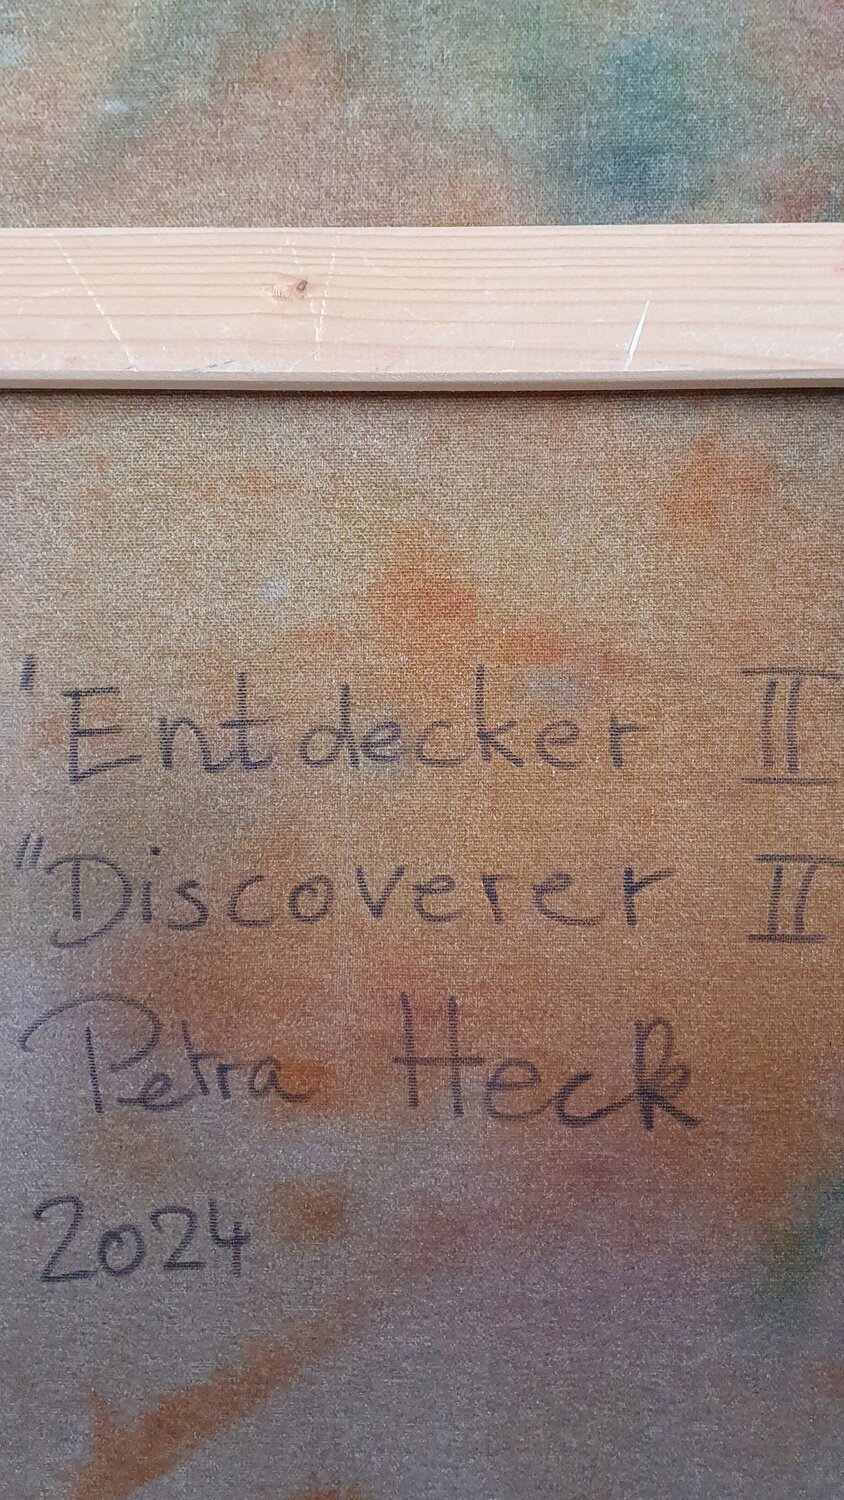 'Entdecker II
"Discoverer II
Petra Heck
2024